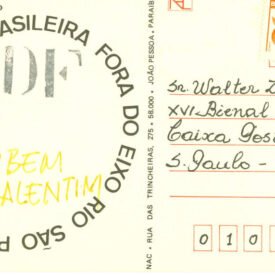 ASILEIRA FORA DO EIXO RIO SÃO P
DF
BEM
ALENTIM
NAC • RUA DAS TRINCHEIRAS, 275 • 58.000 • JOÃO PESSOA, PARAÍB
Sr. Walter Z
XVI Bienal
Caixa Pos
S. Paulo -
0 1 0